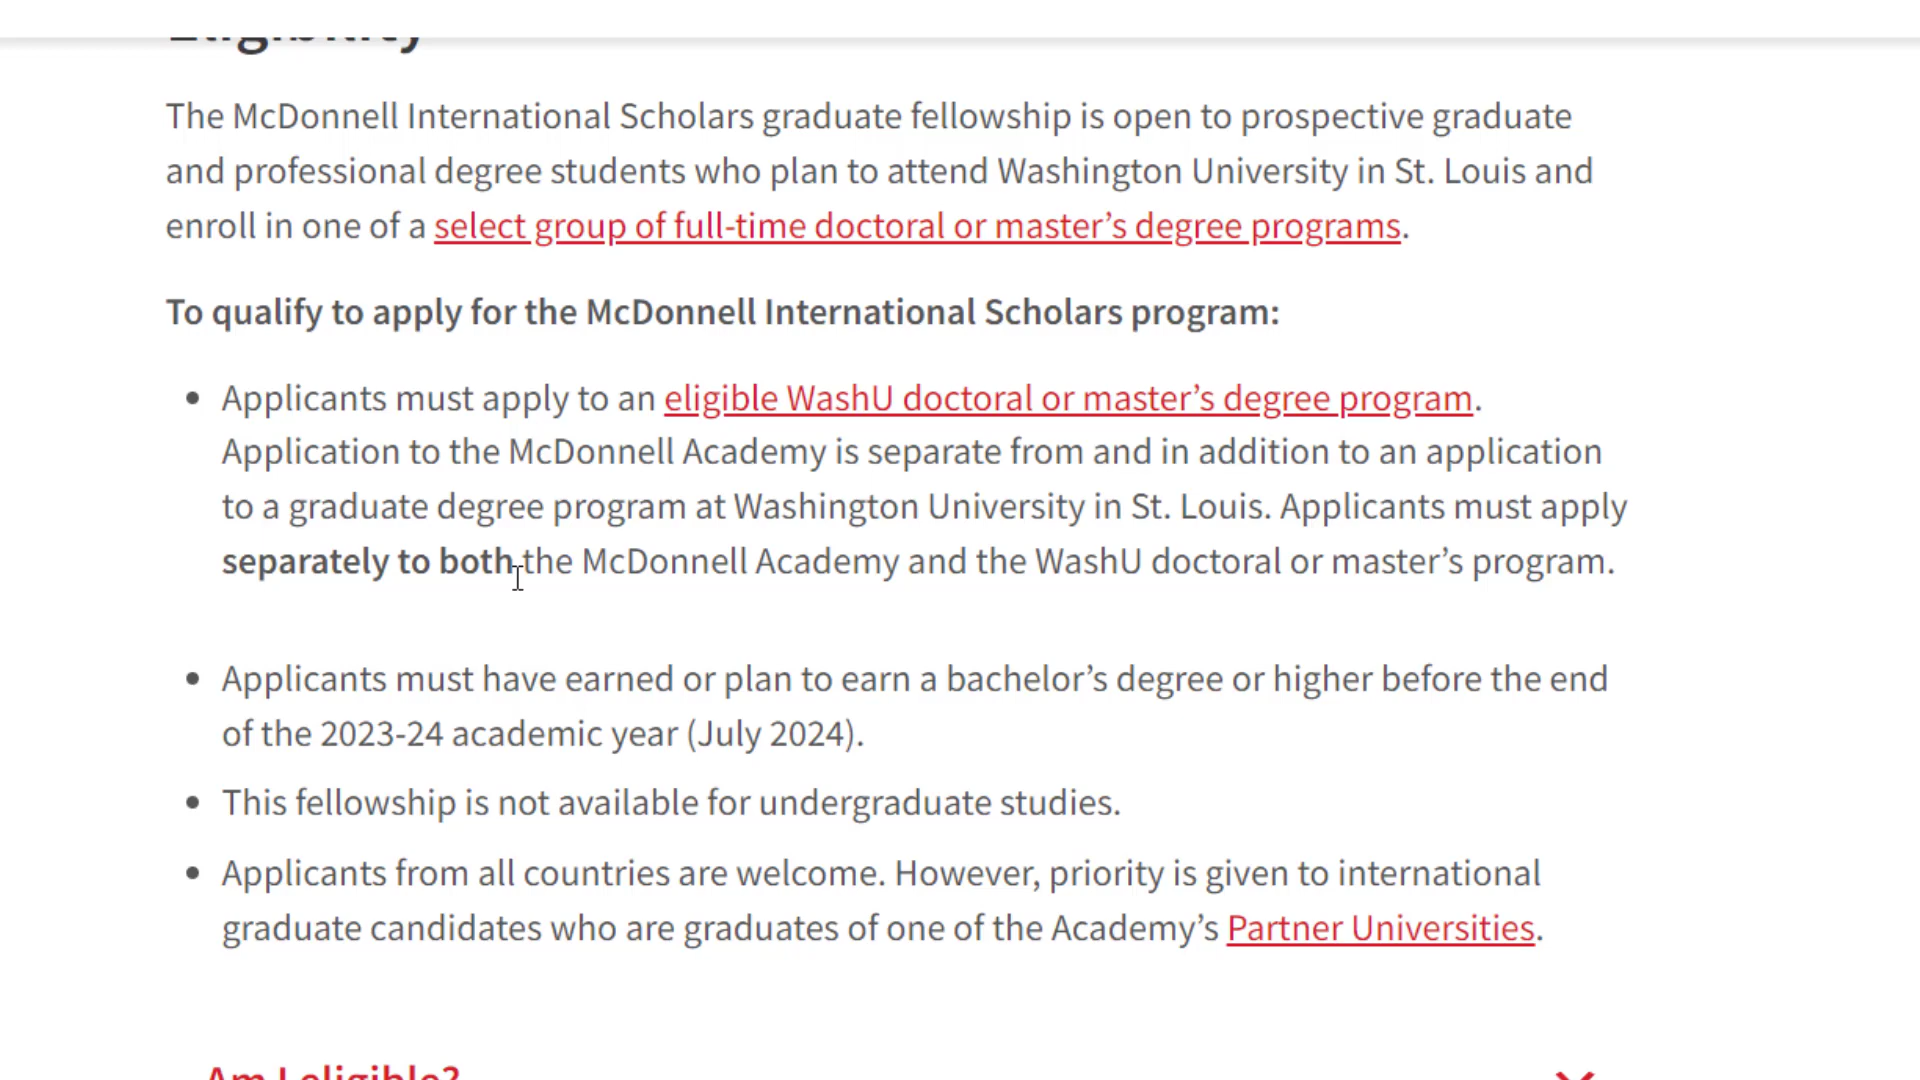 Eligibility
The McDonnell International Scholars graduate fellowship is open to prospective graduate
and professional degree students who plan to attend Washington University in St. Louis and
enroll in one of a select group of full-time doctoral or master’s degree programs.
To qualify to apply for the McDonnell International Scholars program:
• Applicants must apply to an eligible WashU doctoral or master’s degree program.
Application to the McDonnell Academy is separate from and in addition to an application
to a graduate degree program at Washington University in St. Louis. Applicants must apply
separately to both the McDonnell Academy and the WashU doctoral or master’s program.
• Applicants must have earned or plan to earn a bachelor’s degree or higher before the end
of the 2023-24 academic year (July 2024).
• This fellowship is not available for undergraduate studies.
• Applicants from all countries are welcome. However, priority is given to international
graduate candidates who are graduates of one of the Academy’s Partner Universities.
Am I eligible?